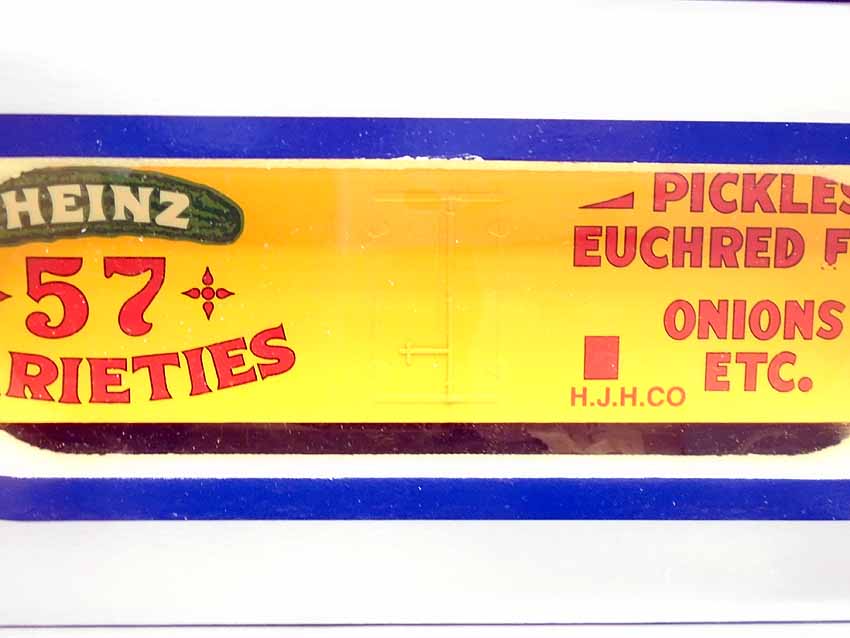 HEINZ
57
RIETIES
PICKLES
EUCHRED F
ONIONS
ETC.
H.J.H.CO